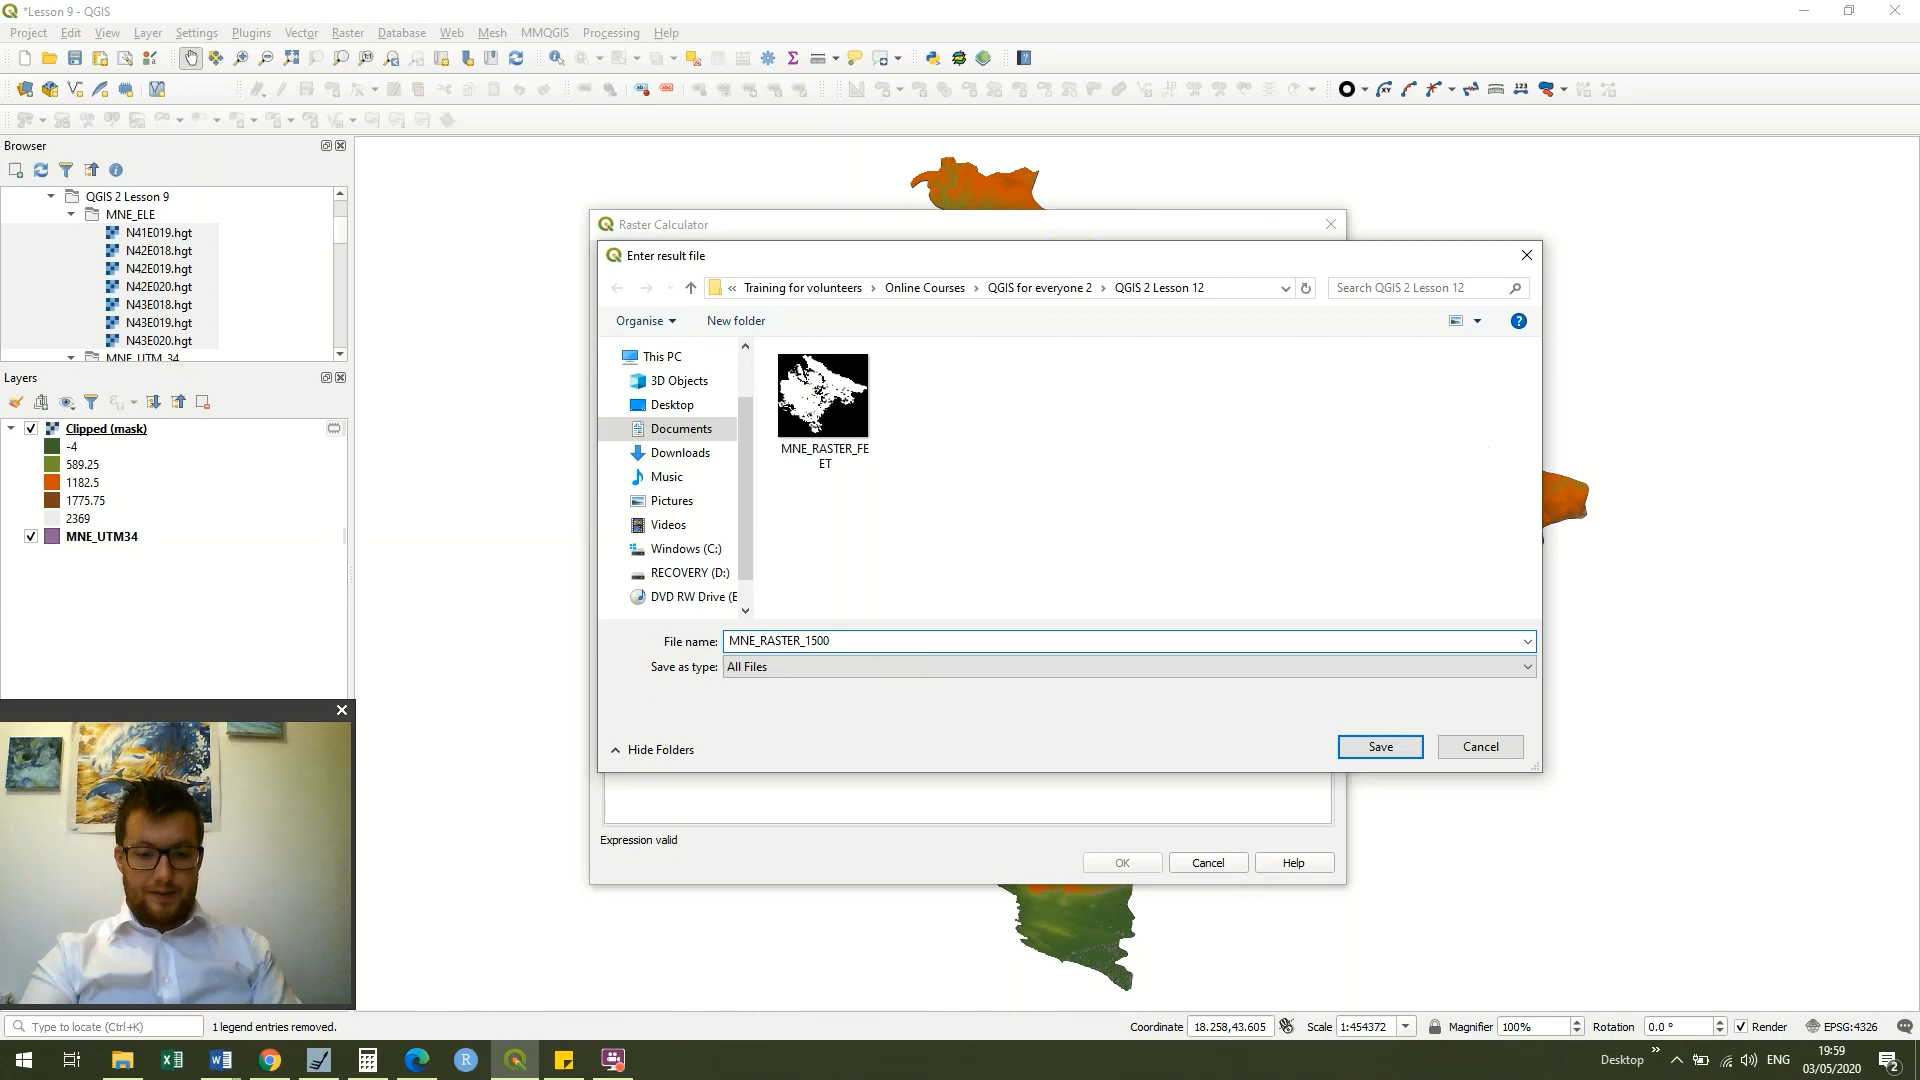 *Lesson 9 - QGIS
Project Edit View Layer Settings Plugins Vector Raster Database Web Mesh MMQGIS Processing Help
Browser
QGIS 2 Lesson 9
MNE_ELE
N41E019.hgt
N42E018.hgt
N42E019.hgt
N42E020.hgt
N43E018.hgt
N43E019.hgt
N43E020.hgt
MNE_UTM_34
Layers
Clipped (mask)
-4
589.25
1182.5
1775.75
2369
MNE_UTM34
Raster Calculator
Enter result file
« Training for volunteers › Online Courses › QGIS for everyone 2 › QGIS 2 Lesson 12
Search QGIS 2 Lesson 12
Organise
New folder
This PC
3D Objects
Desktop
Documents
Downloads
Music
Pictures
Videos
Windows (C:)
RECOVERY (D:)
DVD RW Drive (E
MNE_RASTER_FE
ET
File name: MNE_RASTER_1500
Save as type: All Files
Hide Folders
Save
Cancel
Expression valid
OK
Cancel
Help
Type to locate (Ctrl+K)
1 legend entries removed.
Coordinate 18.258,43.605
Scale 1:454372
Magnifier 100%
Rotation 0.0 °
Render
EPSG:4326
Desktop
ENG
19:59
03/05/2020
2